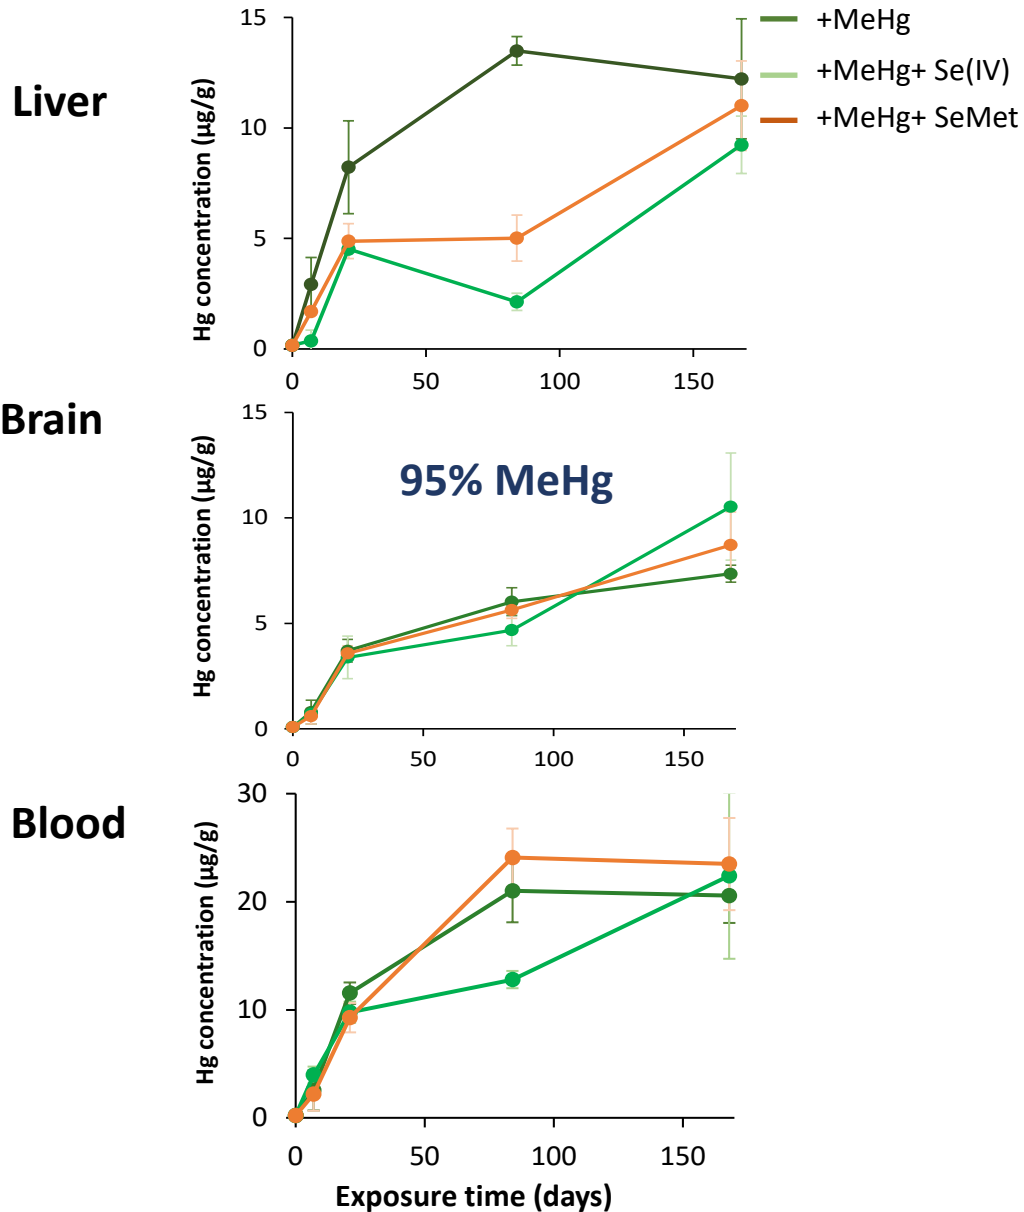 +MeHg
+MeHg+ Se(IV)
+MeHg+ SeMet
Liver
Hg concentration (µg/g)
15
10
5
0
0 50 100 150
Brain
Hg concentration (µg/g)
95% MeHg
15
10
5
0
0 50 100 150
Blood
Hg concentration (µg/g)
30
20
10
0
0 50 100 150
Exposure time (days)